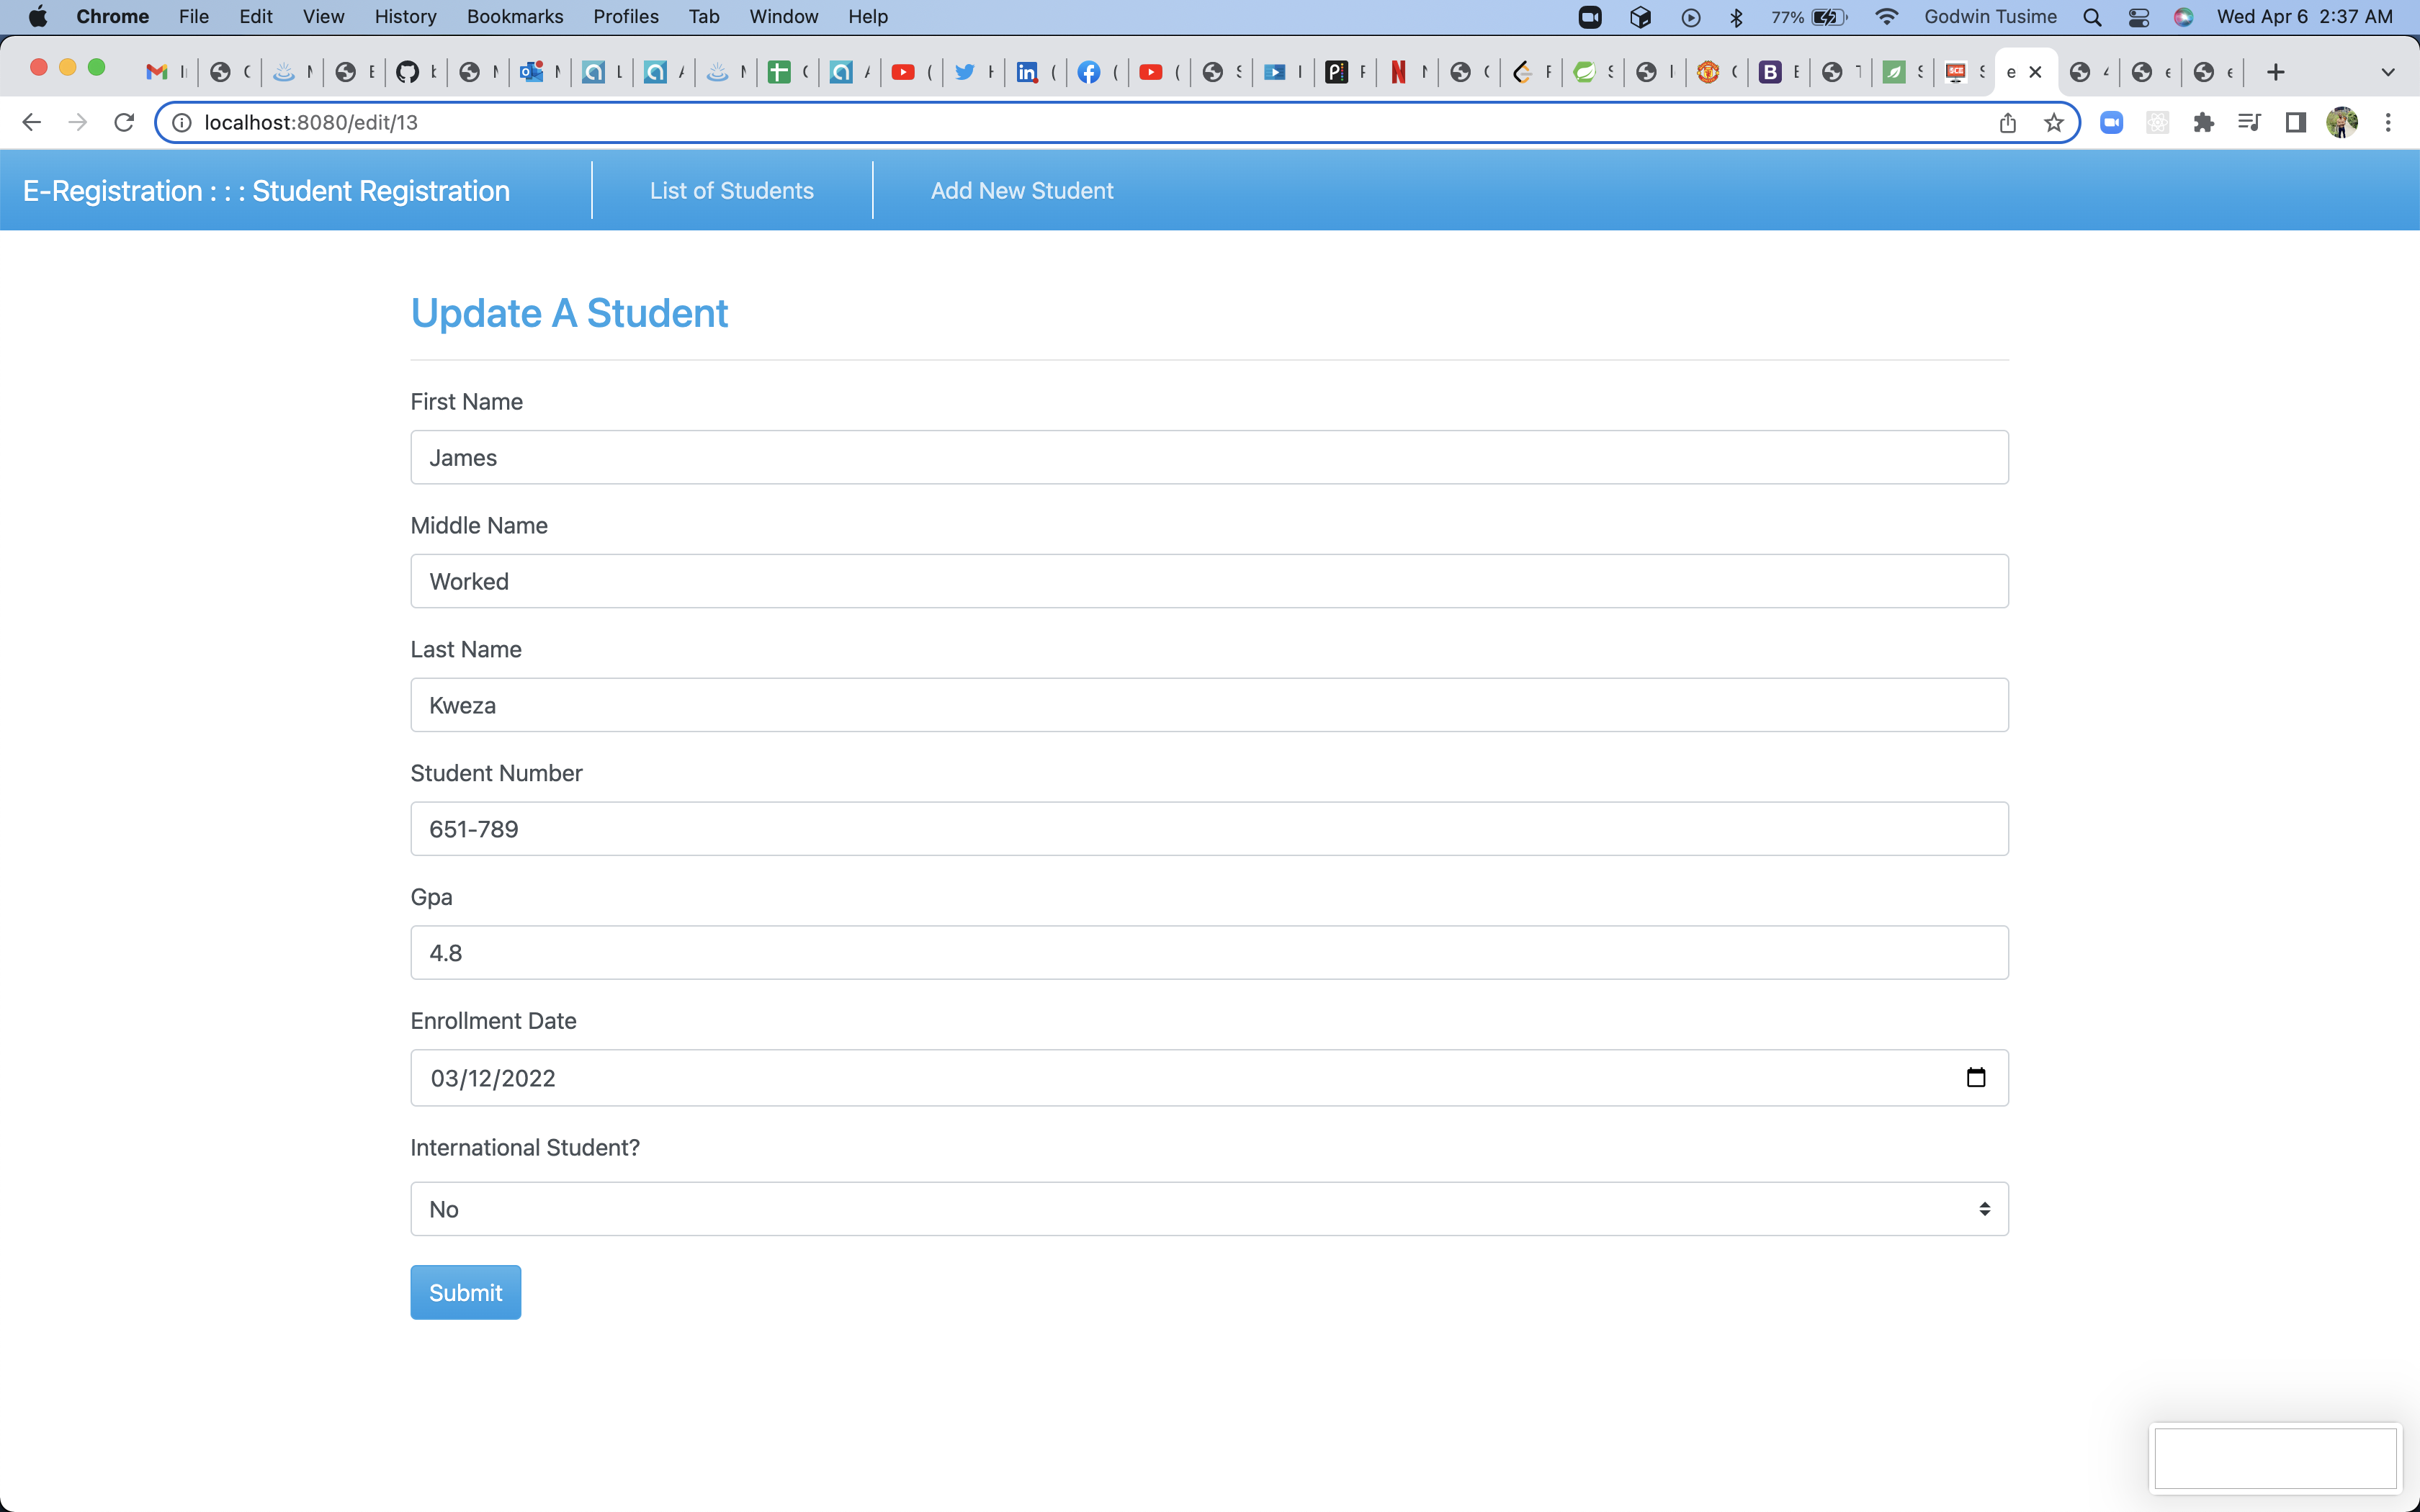 Chrome File Edit View History Bookmarks Profiles Tab Window Help 77% Godwin Tusime Wed Apr 6 2:37 AM
localhost:8080/edit/13
E-Registration : : : Student Registration List of Students Add New Student
Update A Student
First Name
James
Middle Name
Worked
Last Name
Kweza
Student Number
651-789
Gpa
4.8
Enrollment Date
03/12/2022
International Student?
No
Submit